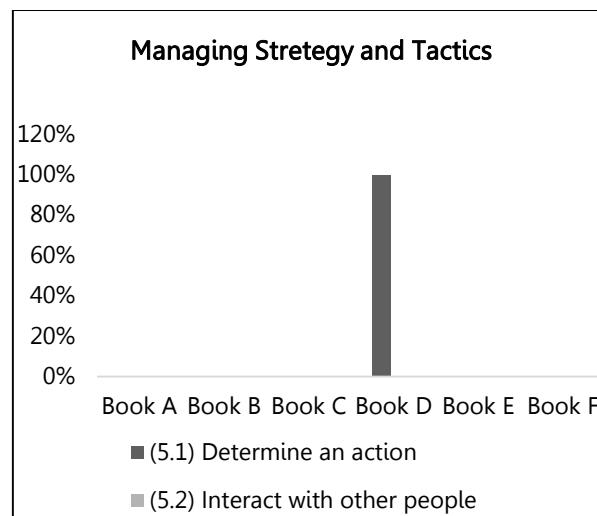 Managing Stretegy and Tactics
120%
100%
80%
60%
40%
20%
0%
Book A Book B Book C Book D Book E Book F
(5.1) Determine an action
(5.2) Interact with other people